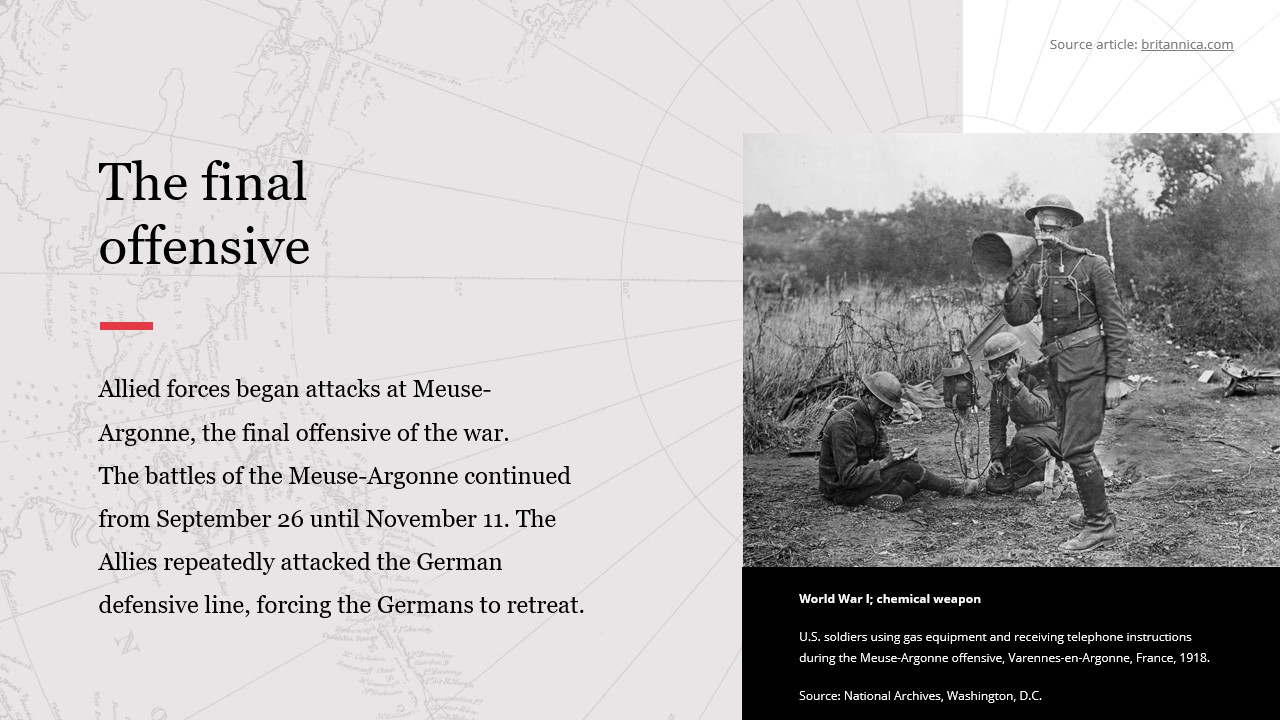 Source article: britannica.com
The final
offensive
Allied forces began attacks at Meuse-
Argonne, the final offensive of the war.
The battles of the Meuse-Argonne continued
from September 26 until November 11. The
Allies repeatedly attacked the German
defensive line, forcing the Germans to retreat.
World War I; chemical weapon
U.S. soldiers using gas equipment and receiving telephone instructions
during the Meuse-Argonne offensive, Varennes-en-Argonne, France, 1918.
Source: National Archives, Washington, D.C.